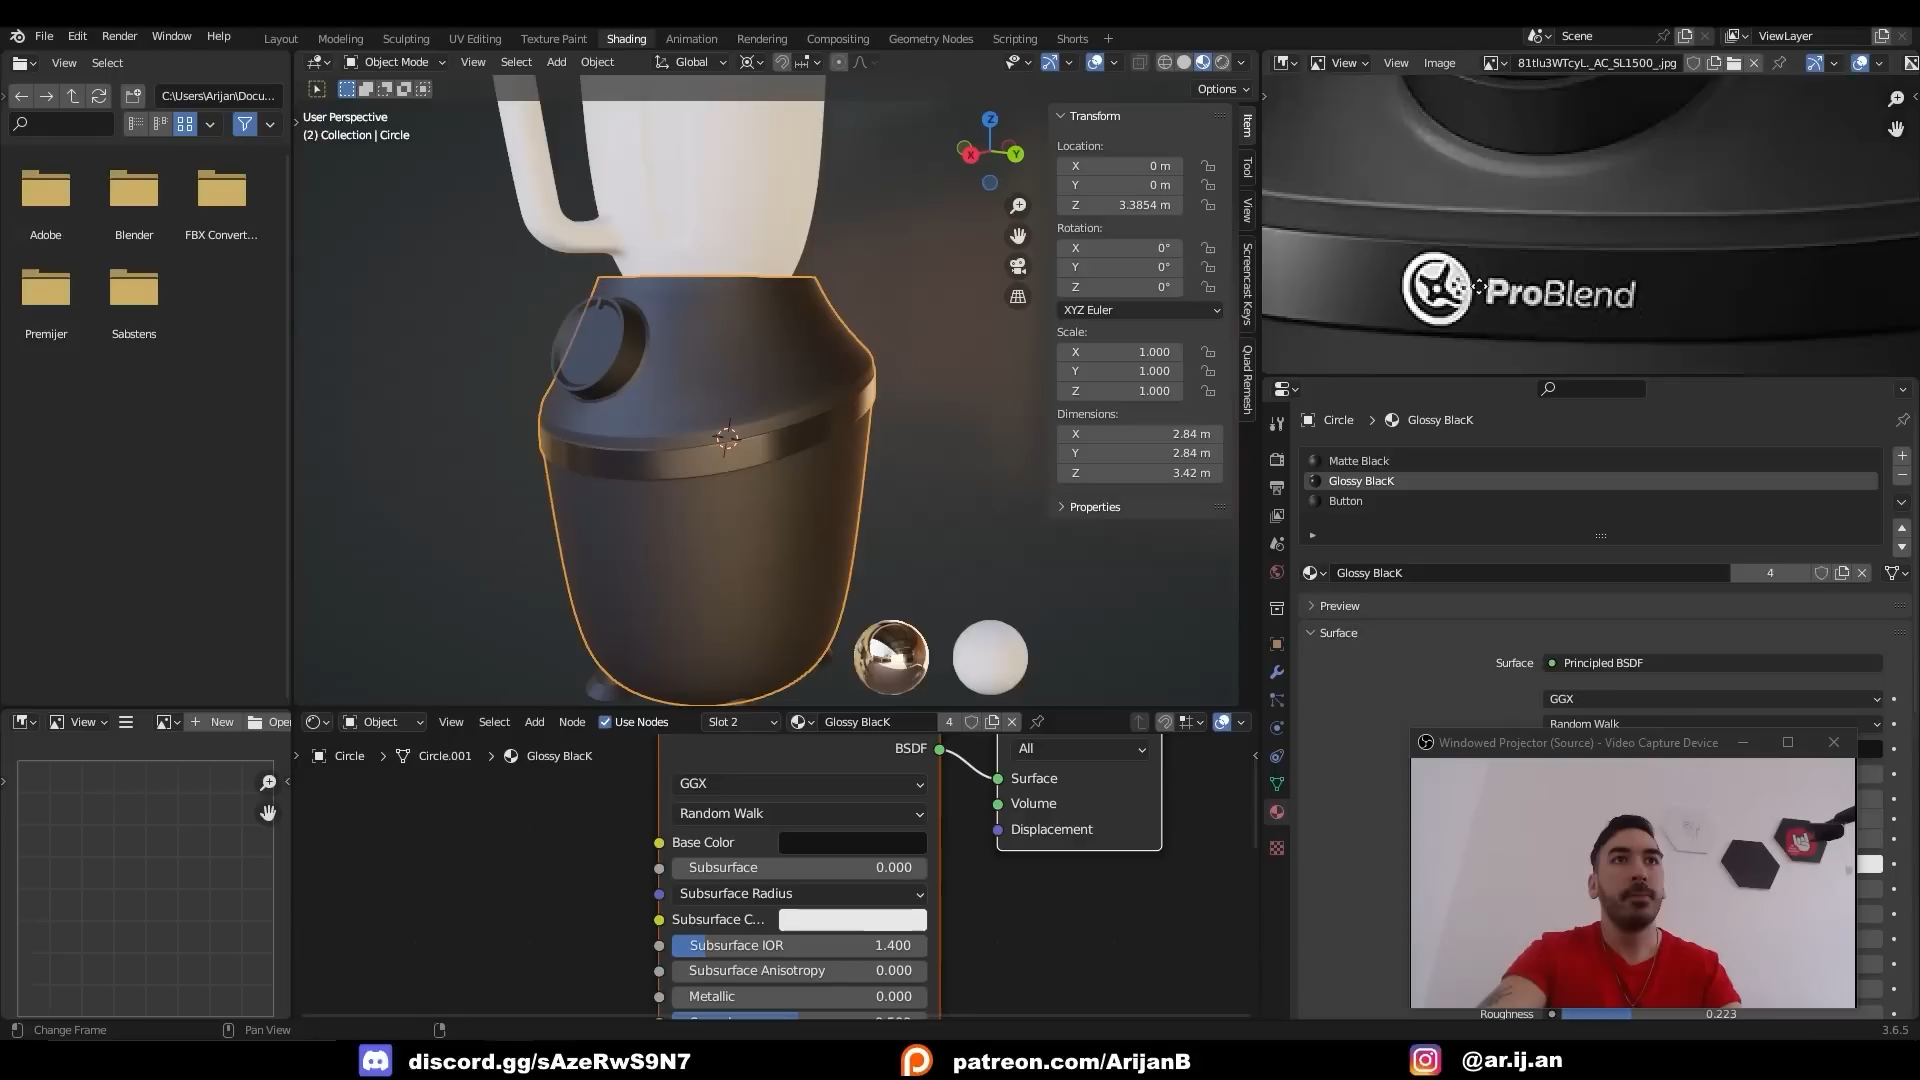 File Edit Render Window Help
Layout Modeling Sculpting UV Editing Texture Paint Shading Animation Rendering Compositing Geometry Nodes Scripting Shorts +
Scene
ViewLayer
View Select
Object Mode View Select Add Object Global
View View Image 81tlu3WTcyL._AC_SL1500_.jpg
C:\Users\Arijan\Docu...
Options
User Perspective
(2) Collection | Circle
Adobe Blender FBX Convert...
Premijer Sabstens
Transform
Location:
X 0 m
Y 0 m
Z 3.3854 m
Rotation:
X 0°
Y 0°
Z 0°
XYZ Euler
Scale:
X 1.000
Y 1.000
Z 1.000
Dimensions:
X 2.84 m
Y 2.84 m
Z 3.42 m
Properties
Item
Tool
View
Screencast Keys
Quad Remesh
Z
X
Y
ProBlend
Circle > Glossy BlacK
Matte Black
Glossy BlacK
Button
Glossy BlacK 4
Preview
Surface
Surface Principled BSDF
GGX
Random Walk
Windowed Projector (Source) - Video Capture Device
Roughness 0.223
View New Open
Object View Select Add Node Use Nodes Slot 2 Glossy BlacK 4
Circle > Circle.001 > Glossy BlacK
BSDF
GGX
Random Walk
Base Color
Subsurface 0.000
Subsurface Radius
Subsurface C...
Subsurface IOR 1.400
Subsurface Anisotropy 0.000
Metallic 0.000
All
Surface
Volume
Displacement
Change Frame Pan View 3.6.5
discord.gg/sAzeRwS9N7 patreon.com/ArijanB @ar.ij.an